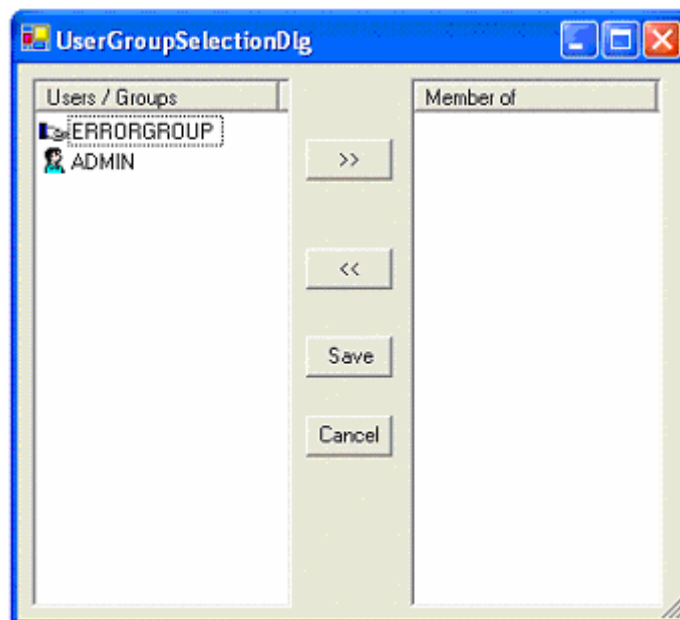 UserGroupSelectionDlg
Users / Groups
Member of
ERRORGROUP
ADMIN
>>
<<
Save
Cancel